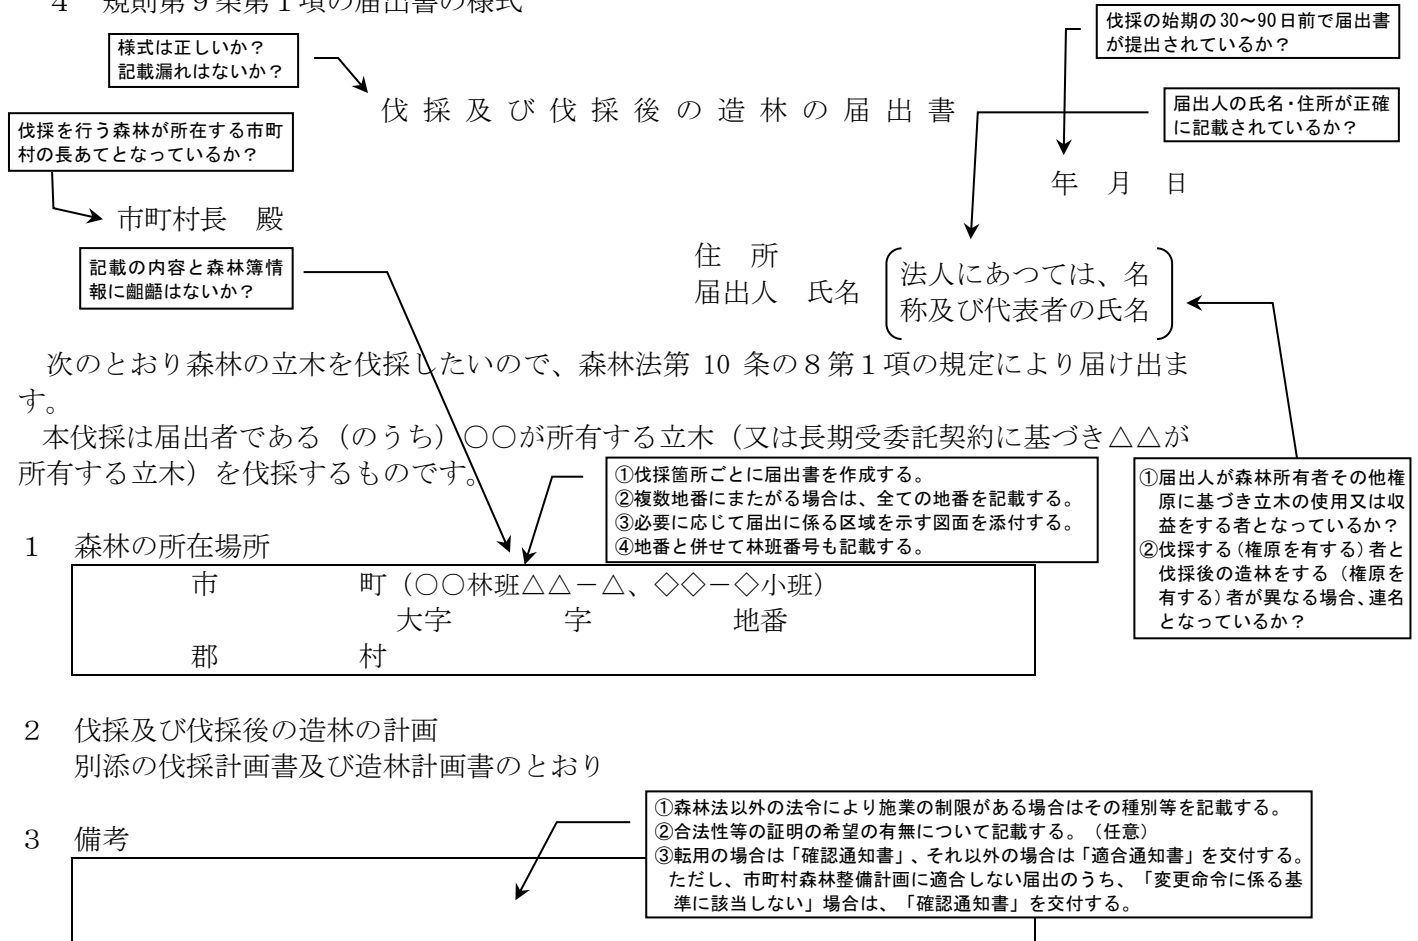 4　規則第９条第１項の届出書の様式
伐採の始期の30～90日前で届出書
が提出されているか？
様式は正しいか？
記載漏れはないか？
伐採及び伐採後の造林の届出書
届出人の氏名・住所が正確
に記載されているか？
伐採を行う森林が所在する市町
村の長あてとなっているか？
年　月　日
市町村長　殿
記載の内容と森林簿情
報に齟齬はないか？
住　所
届出人　氏名
法人にあつては、名
称及び代表者の氏名
次のとおり森林の立木を伐採したいので、森林法第 10 条の８第１項の規定により届け出ま
す。
本伐採は届出者である（のうち）○○が所有する立木（又は長期受委託契約に基づき△△が
所有する立木）を伐採するものです。
①伐採箇所ごとに届出書を作成する。
②複数地番にまたがる場合は、全ての地番を記載する。
③必要に応じて届出に係る区域を示す図面を添付する。
④地番と併せて林班番号も記載する。
①届出人が森林所有者その他権
原に基づき立木の使用又は収
益をする者となっているか？
②伐採する（権原を有する）者と
伐採後の造林をする（権原を
有する）者が異なる場合、連名
となっているか？
1　森林の所在場所
市　町（○○林班△△－△、◇◇－◇小班）
大字　字　地番
郡　村
2　伐採及び伐採後の造林の計画
別添の伐採計画書及び造林計画書のとおり
3　備考
①森林法以外の法令により施業の制限がある場合はその種別等を記載する。
②合法性等の証明の希望の有無について記載する。（任意）
③転用の場合は「確認通知書」、それ以外の場合は「適合通知書」を交付する。
ただし、市町村森林整備計画に適合しない届出のうち、「変更命令に係る基
準に該当しない」場合は、「確認通知書」を交付する。